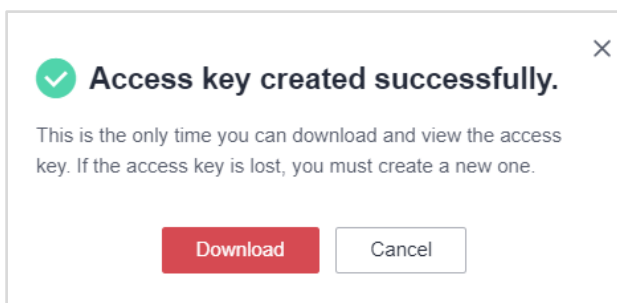 Access key created successfully.
This is the only time you can download and view the access
key. If the access key is lost, you must create a new one.
Download Cancel